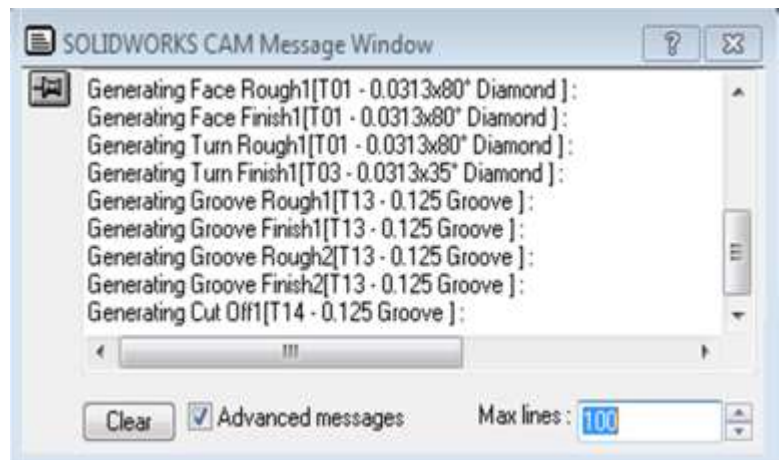 SOLIDWORKS CAM Message Window
Generating Face Rough1[T01 - 0.0313x80° Diamond ] :
Generating Face Finish1[T01 - 0.0313x80° Diamond ] :
Generating Turn Rough1[T01 - 0.0313x80° Diamond ] :
Generating Turn Finish1[T03 - 0.0313x35° Diamond ] :
Generating Groove Rough1[T13 - 0.125 Groove ] :
Generating Groove Finish1[T13 - 0.125 Groove ] :
Generating Groove Rough2[T13 - 0.125 Groove ] :
Generating Groove Finish2[T13 - 0.125 Groove ] :
Generating Cut Off1[T14 - 0.125 Groove ] :
Clear Advanced messages Max lines : 100